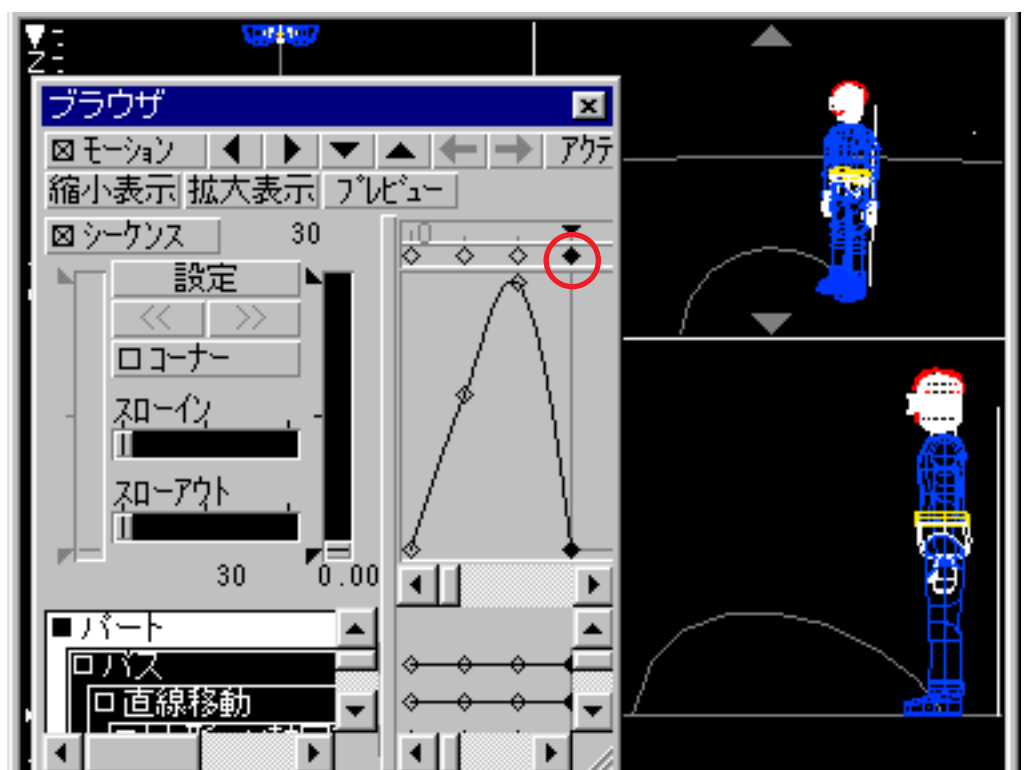 Z
ブラウザ
モーション アクテ
縮小表示 拡大表示 プレビュー
シーケンス 30
設定
<< >>
コーナー
スローイン
スローアウト
30 0.00
パート
パス
直線移動